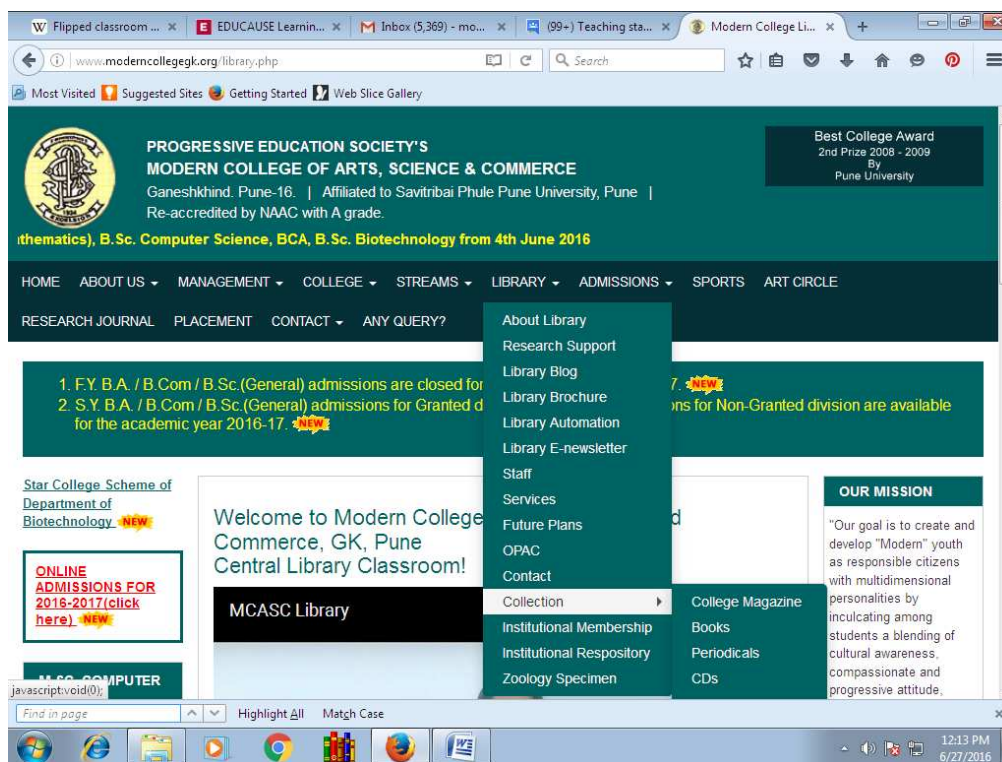 Flipped classroom ...
EDUCAUSE Learnin...
Inbox (5,369) - mo...
(99+) Teaching sta...
Modern College Li...
www.moderncollegegk.org/library.php
Search
Most Visited Suggested Sites Getting Started Web Slice Gallery
PROGRESSIVE EDUCATION SOCIETY'S
MODERN COLLEGE OF ARTS, SCIENCE & COMMERCE
Ganeshkhind. Pune-16. | Affiliated to Savitribai Phule Pune University, Pune |
Re-accredited by NAAC with A grade.
Best College Award
2nd Prize 2008 - 2009
By
Pune University
thematics), B.Sc. Computer Science, BCA, B.Sc. Biotechnology from 4th June 2016
HOME ABOUT US MANAGEMENT COLLEGE STREAMS LIBRARY ADMISSIONS SPORTS ART CIRCLE
RESEARCH JOURNAL PLACEMENT CONTACT ANY QUERY?
About Library
Research Support
Library Blog
Library Brochure
Library Automation
Library E-newsletter
Staff
Services
Future Plans
OPAC
Contact
Collection
Institutional Membership
Institutional Respository
Zoology Specimen
College Magazine
Books
Periodicals
CDs
1. F.Y. B.A. / B.Com / B.Sc.(General) admissions are closed for 7. NEW
2. S.Y. B.A. / B.Com / B.Sc.(General) admissions for Granted d ons for Non-Granted division are available
for the academic year 2016-17. NEW
Star College Scheme of
Department of
Biotechnology NEW
ONLINE
ADMISSIONS FOR
2016-2017(click
here) NEW
M.SC. COMPUTER
Welcome to Modern College d
Commerce, GK, Pune
Central Library Classroom!
MCASC Library
OUR MISSION
"Our goal is to create and
develop "Modern" youth
as responsible citizens
with multidimensional
personalities by
inculcating among
students a blending of
cultural awareness,
compassionate and
progressive attitude,
javascript:void(0);
Find in page Highlight All Match Case
12:13 PM
6/27/2016